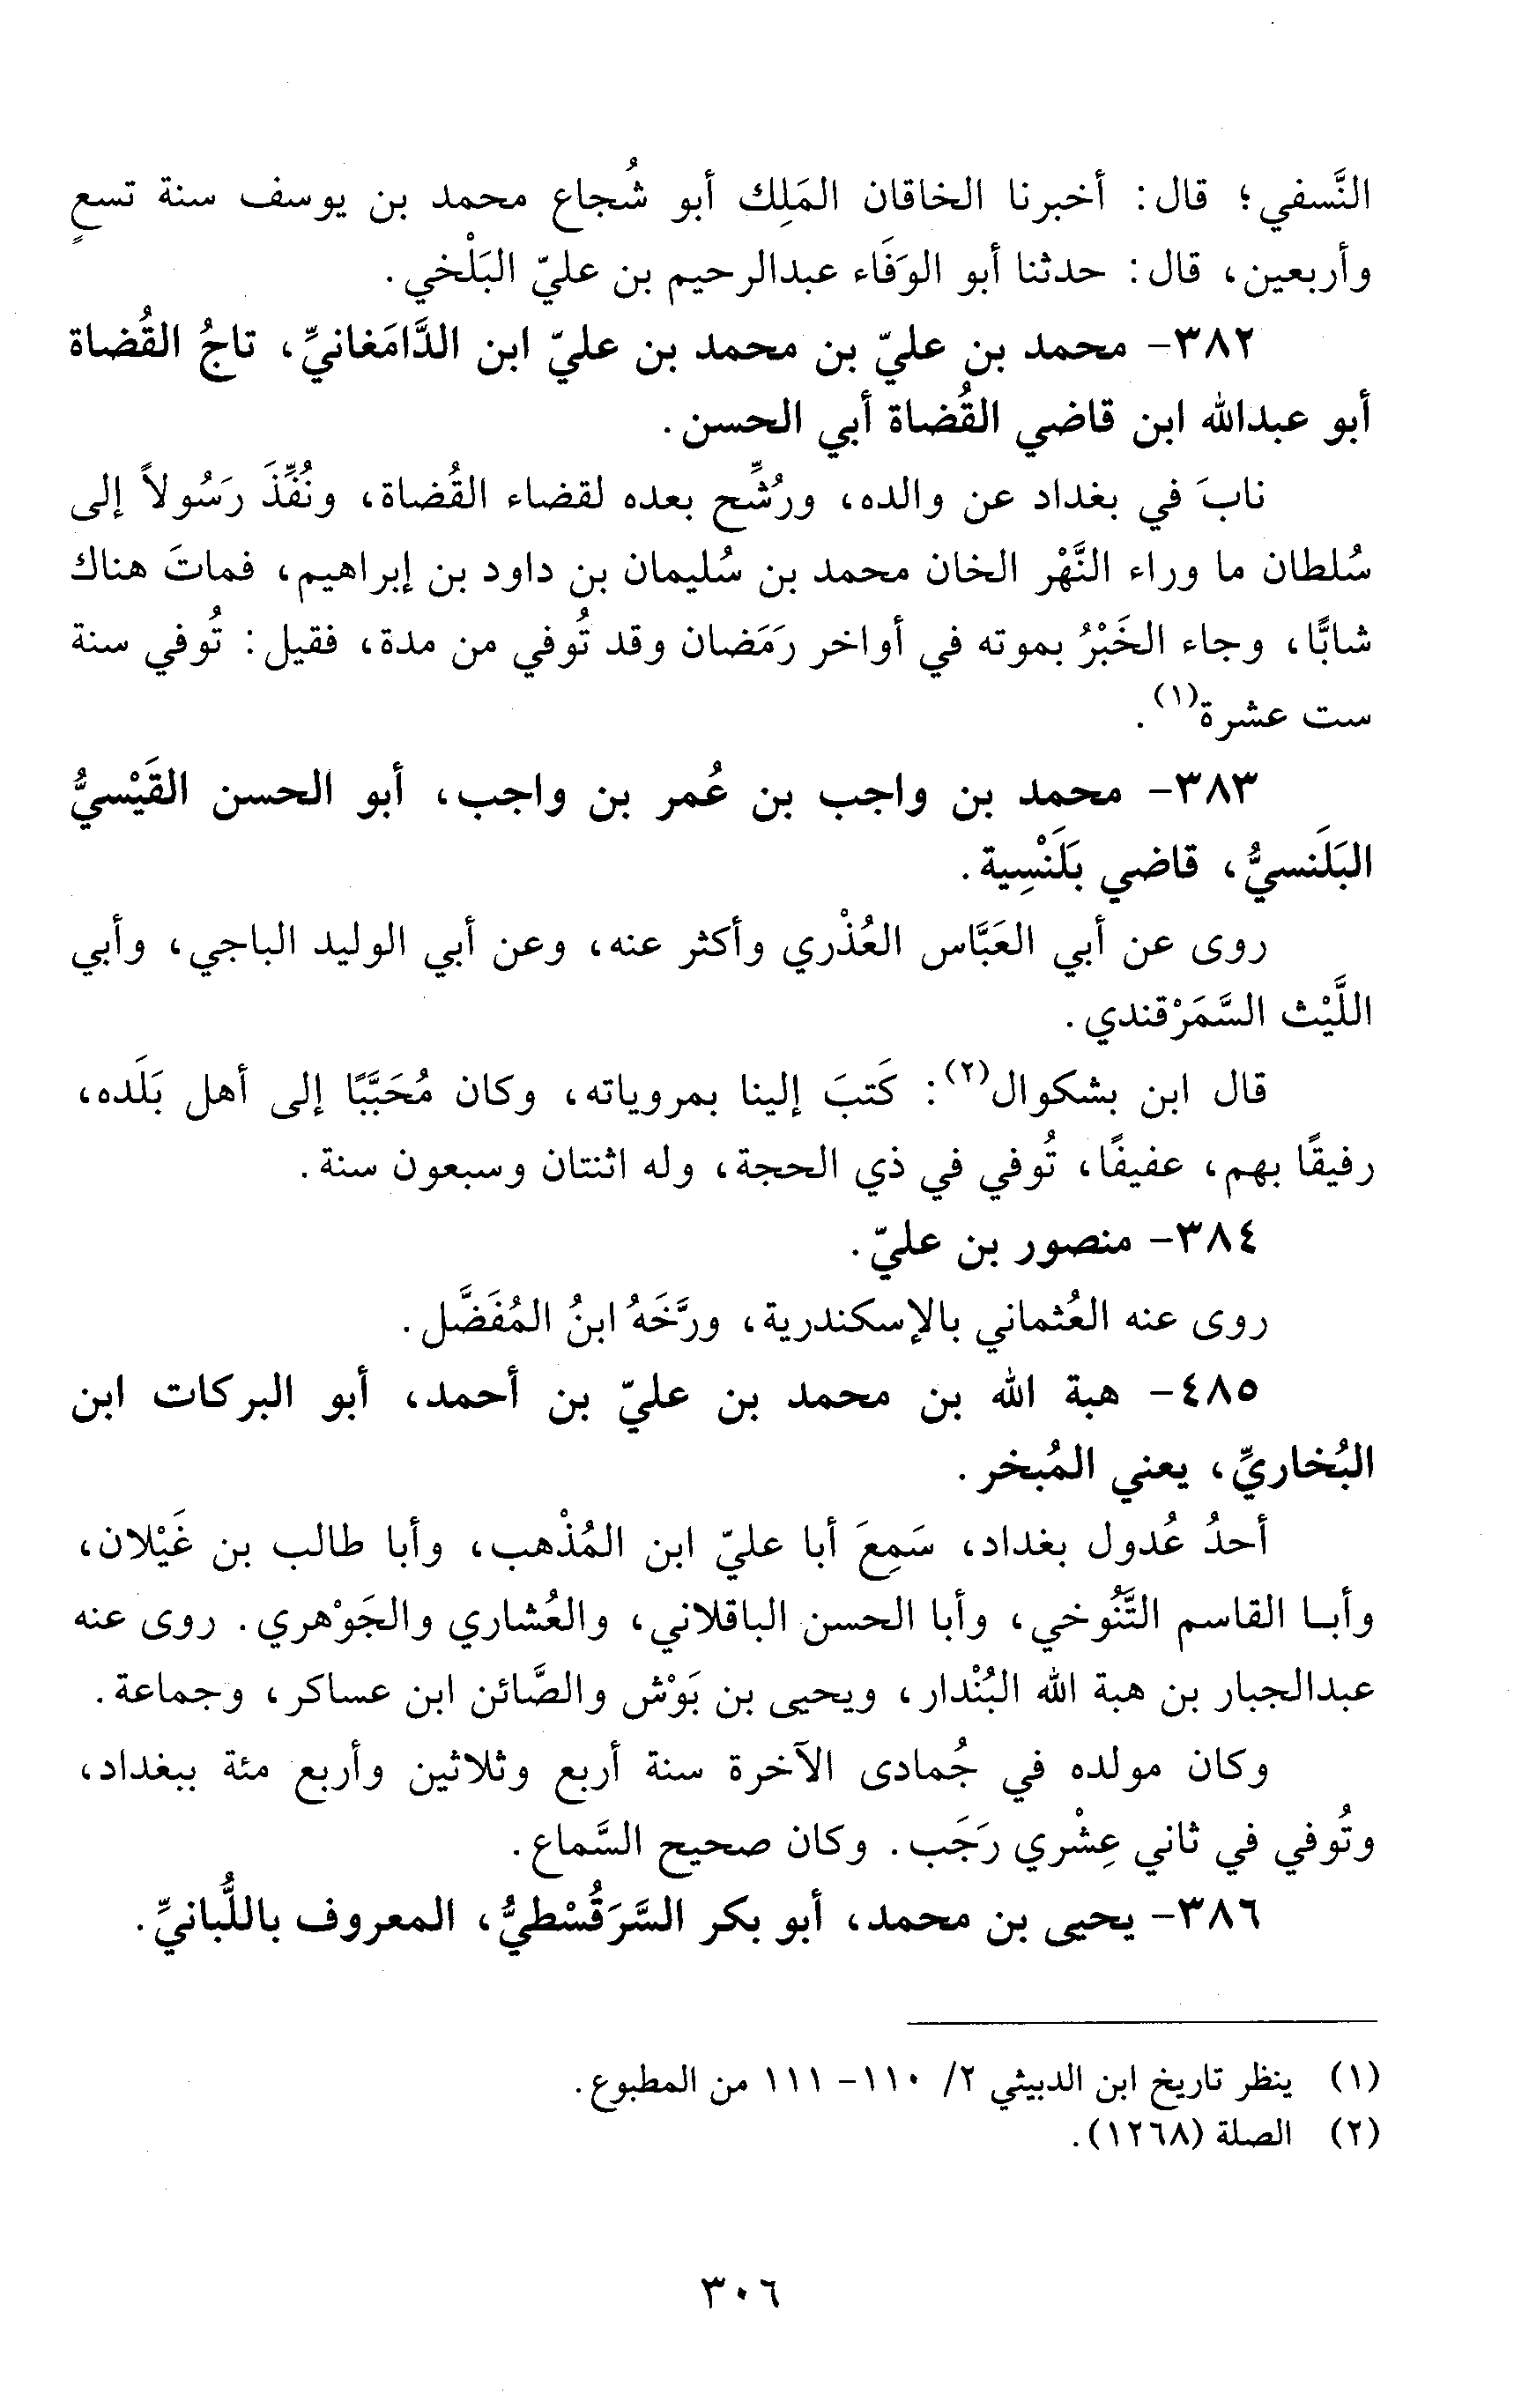 النَّسفي؛ قال: أخبرنا الخاقان المَلِك أبو شُجاع محمد بن يوسف سنة تسعٍ
وأربعين، قال: حدثنا أبو الوَفَاء عبدالرحيم بن عليّ البَلْخي.
٣٨٢- محمد بن عليّ بن محمد بن عليّ ابن الدَّامَغانيِّ، تاجُ القُضاة
أبو عبدالله ابن قاضي القُضاة أبي الحسن.
نابَ في بغداد عن والده، ورُشِّح بعده لقضاء القُضاة، ونُفِّذَ رَسُولاً إلى
سُلطان ما وراء النَّهْر الخان محمد بن سُليمان بن داود بن إبراهيم، فماتَ هناك
شابًّا، وجاء الخَبْرُ بموته في أواخر رَمَضان وقد تُوفي من مدة، فقيل: تُوفي سنة
ست عشرة(١).
٣٨٣- محمد بن واجب بن عُمر بن واجب، أبو الحسن القَيْسيُّ
البَلَنسيُّ، قاضي بَلَنْسِية.
روى عن أبي العَبَّاس العُذْري وأكثر عنه، وعن أبي الوليد الباجي، وأبي
اللَّيْث السَّمَرْقندي.
قال ابن بشكوال(٢): كَتبَ إلينا بمروياته، وكان مُحَبَّبًا إلى أهل بَلَده،
رفيقًا بهم، عفيفًا، تُوفي في ذي الحجة، وله اثنتان وسبعون سنة.
٣٨٤- منصور بن عليّ.
روى عنه العُثماني بالإسكندرية، ورَّخَهُ ابنُ المُفَضَّل.
٤٨٥- هبة الله بن محمد بن عليّ بن أحمد، أبو البركات ابن
البُخاريِّ، يعني المُبخر.
أحدُ عُدول بغداد، سَمِعَ أبا عليّ ابن المُذْهب، وأبا طالب بن غَيْلان،
وأبا القاسم التَّنُوخي، وأبا الحسن الباقلاني، والعُشاري والجَوْهري. روى عنه
عبدالجبار بن هبة الله البُنْدار، ويحيى بن بَوْش والصَّائن ابن عساكر، وجماعة.
وكان مولده في جُمادى الآخرة سنة أربع وثلاثين وأربع مئة ببغداد،
وتُوفي في ثاني عِشْري رَجَب. وكان صحيح السَّماع.
٣٨٦- يحيى بن محمد، أبو بكر السَّرَقُسْطيُّ، المعروف باللُّبانيِّ.
(١) ينظر تاريخ ابن الدبيثي ٢/ ١١٠- ١١١ من المطبوع.
(٢) الصلة (١٢٦٨).
٣٠٦